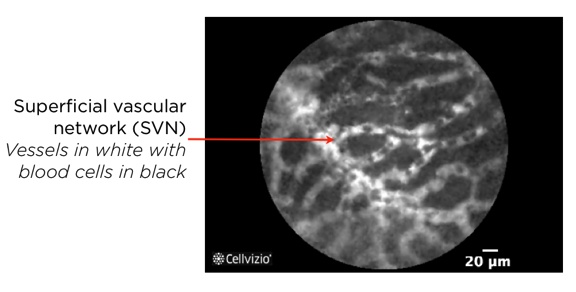 Superficial vascular
network (SVN)
Vessels in white with
blood cells in black
Cellvizio®
20 µm